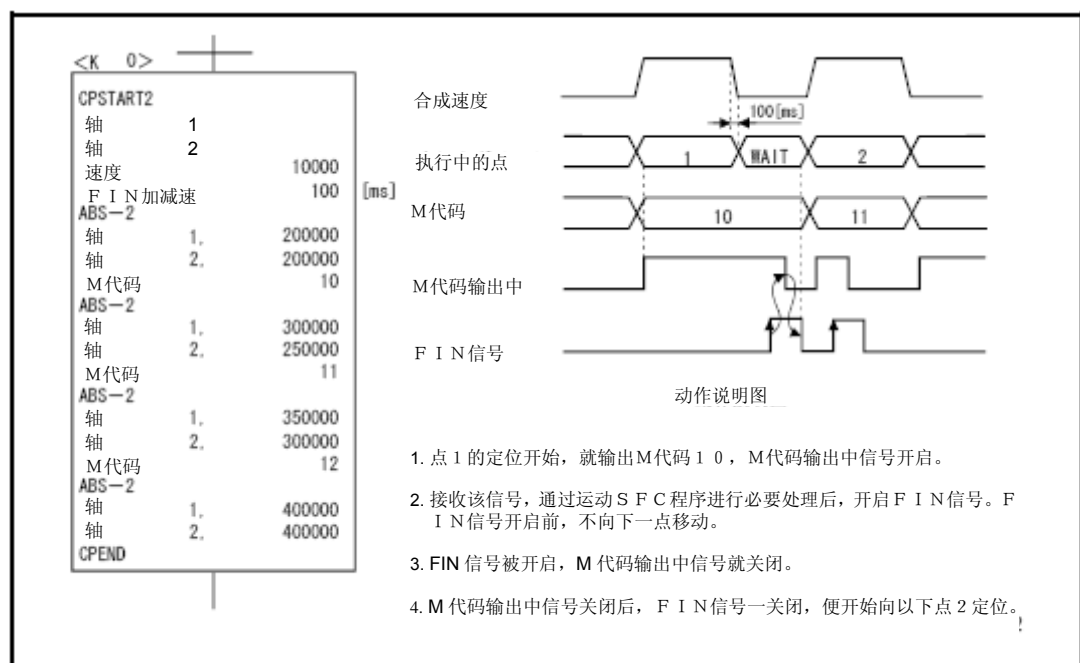 <K 0>
CPSTART2
轴 1
轴 2
速度 10000
ＦＩＮ加减速 100 [ms]
ABS－2
轴 1, 200000
轴 2, 200000
M代码 10
ABS－2
轴 1, 300000
轴 2, 250000
M代码 11
ABS－2
轴 1, 350000
轴 2, 300000
M代码 12
ABS－2
轴 1, 400000
轴 2, 400000
CPEND
合成速度
100[ms]
执行中的点 1 WAIT 2
M代码 10 11
M代码输出中
ＦＩＮ信号
动作说明图
1. 点１的定位开始，就输出Ｍ代码１０，Ｍ代码输出中信号开启。
2. 接收该信号，通过运动ＳＦＣ程序进行必要处理后，开启ＦＩＮ信号。Ｆ
ＩＮ信号开启前，不向下一点移动。
3. FIN 信号被开启，M 代码输出中信号就关闭。
4. M 代码输出中信号关闭后，ＦＩＮ信号一关闭，便开始向以下点２定位。